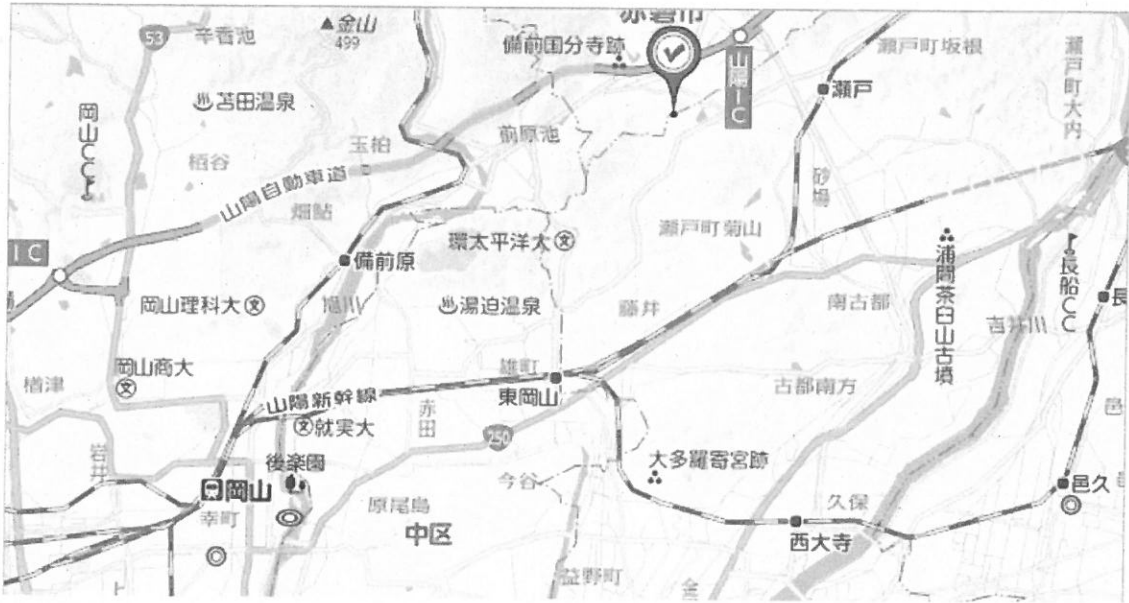 赤磐市
53
辛香池
金山
499
備前国分寺跡
瀬戸町坂根
瀬戸町大内
山陽IC
瀬戸
岡山CC
苫田温泉
前原池
玉柏
栢谷
砂場
山陽自動車道
畑鮎
瀬戸町菊山
環太平洋大
浦間茶臼山古墳
長船CC
IC
備前原
岡山理科大
旭川
湯迫温泉
藤井
南古都
吉井川
長
岡山商大
雄町
楢津
山陽新幹線
東岡山
古都南方
赤田
就実大
250
岩井
後楽園
大多羅寄宮跡
今谷
岡山
邑久
原尾島
久保
幸町
中区
西大寺
益野町